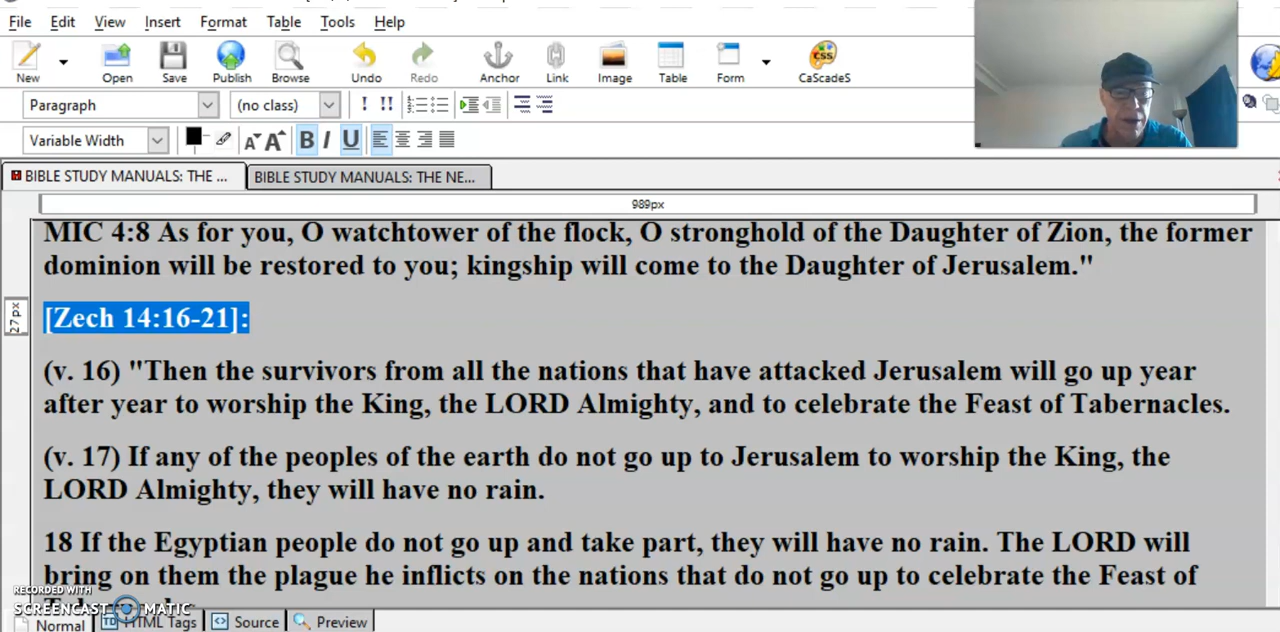 File Edit View Insert Format Table Tools Help
New Open Save Publish Browse Undo Redo Anchor Link Image Table Form CaScadeS
Paragraph (no class) ! !!
Variable Width A A B I U
BIBLE STUDY MANUALS: THE ... BIBLE STUDY MANUALS: THE NE...
989px
MIC 4:8 As for you, O watchtower of the flock, O stronghold of the Daughter of Zion, the former
dominion will be restored to you; kingship will come to the Daughter of Jerusalem."
27 px
[Zech 14:16-21]:
(v. 16) "Then the survivors from all the nations that have attacked Jerusalem will go up year
after year to worship the King, the LORD Almighty, and to celebrate the Feast of Tabernacles.
(v. 17) If any of the peoples of the earth do not go up to Jerusalem to worship the King, the
LORD Almighty, they will have no rain.
18 If the Egyptian people do not go up and take part, they will have no rain. The LORD will
bring on them the plague he inflicts on the nations that do not go up to celebrate the Feast of
RECORDED WITH
SCREENCAST MATIC
Normal TD HTML Tags Source Preview